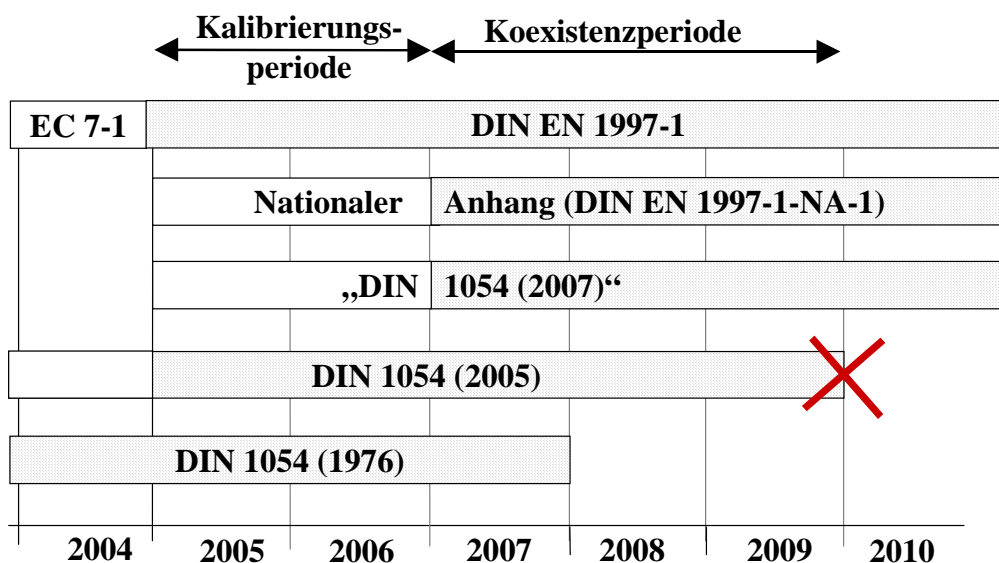 Kalibrierungs-
periode
Koexistenzperiode
EC 7-1
DIN EN 1997-1
Nationaler Anhang (DIN EN 1997-1-NA-1)
„DIN 1054 (2007)“
DIN 1054 (2005)
DIN 1054 (1976)
2004 2005 2006 2007 2008 2009 2010